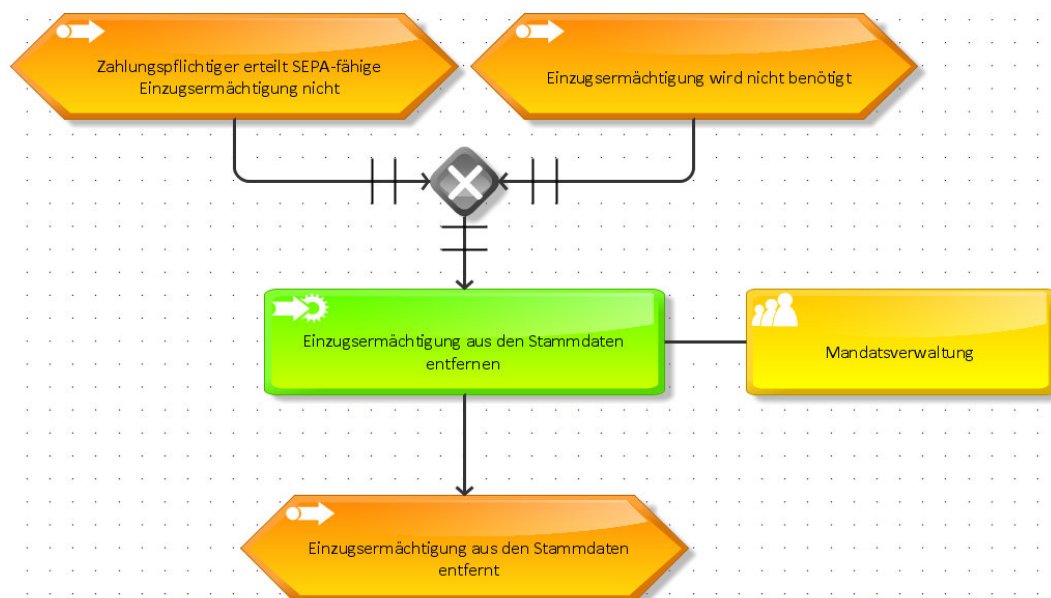 Zahlungspflichtiger erteilt SEPA-fähige
Einzugsermächtigung nicht
Einzugsermächtigung wird nicht benötigt
Einzugsermächtigung aus den Stammdaten
entfernen
Mandatsverwaltung
Einzugsermächtigung aus den Stammdaten
entfernt